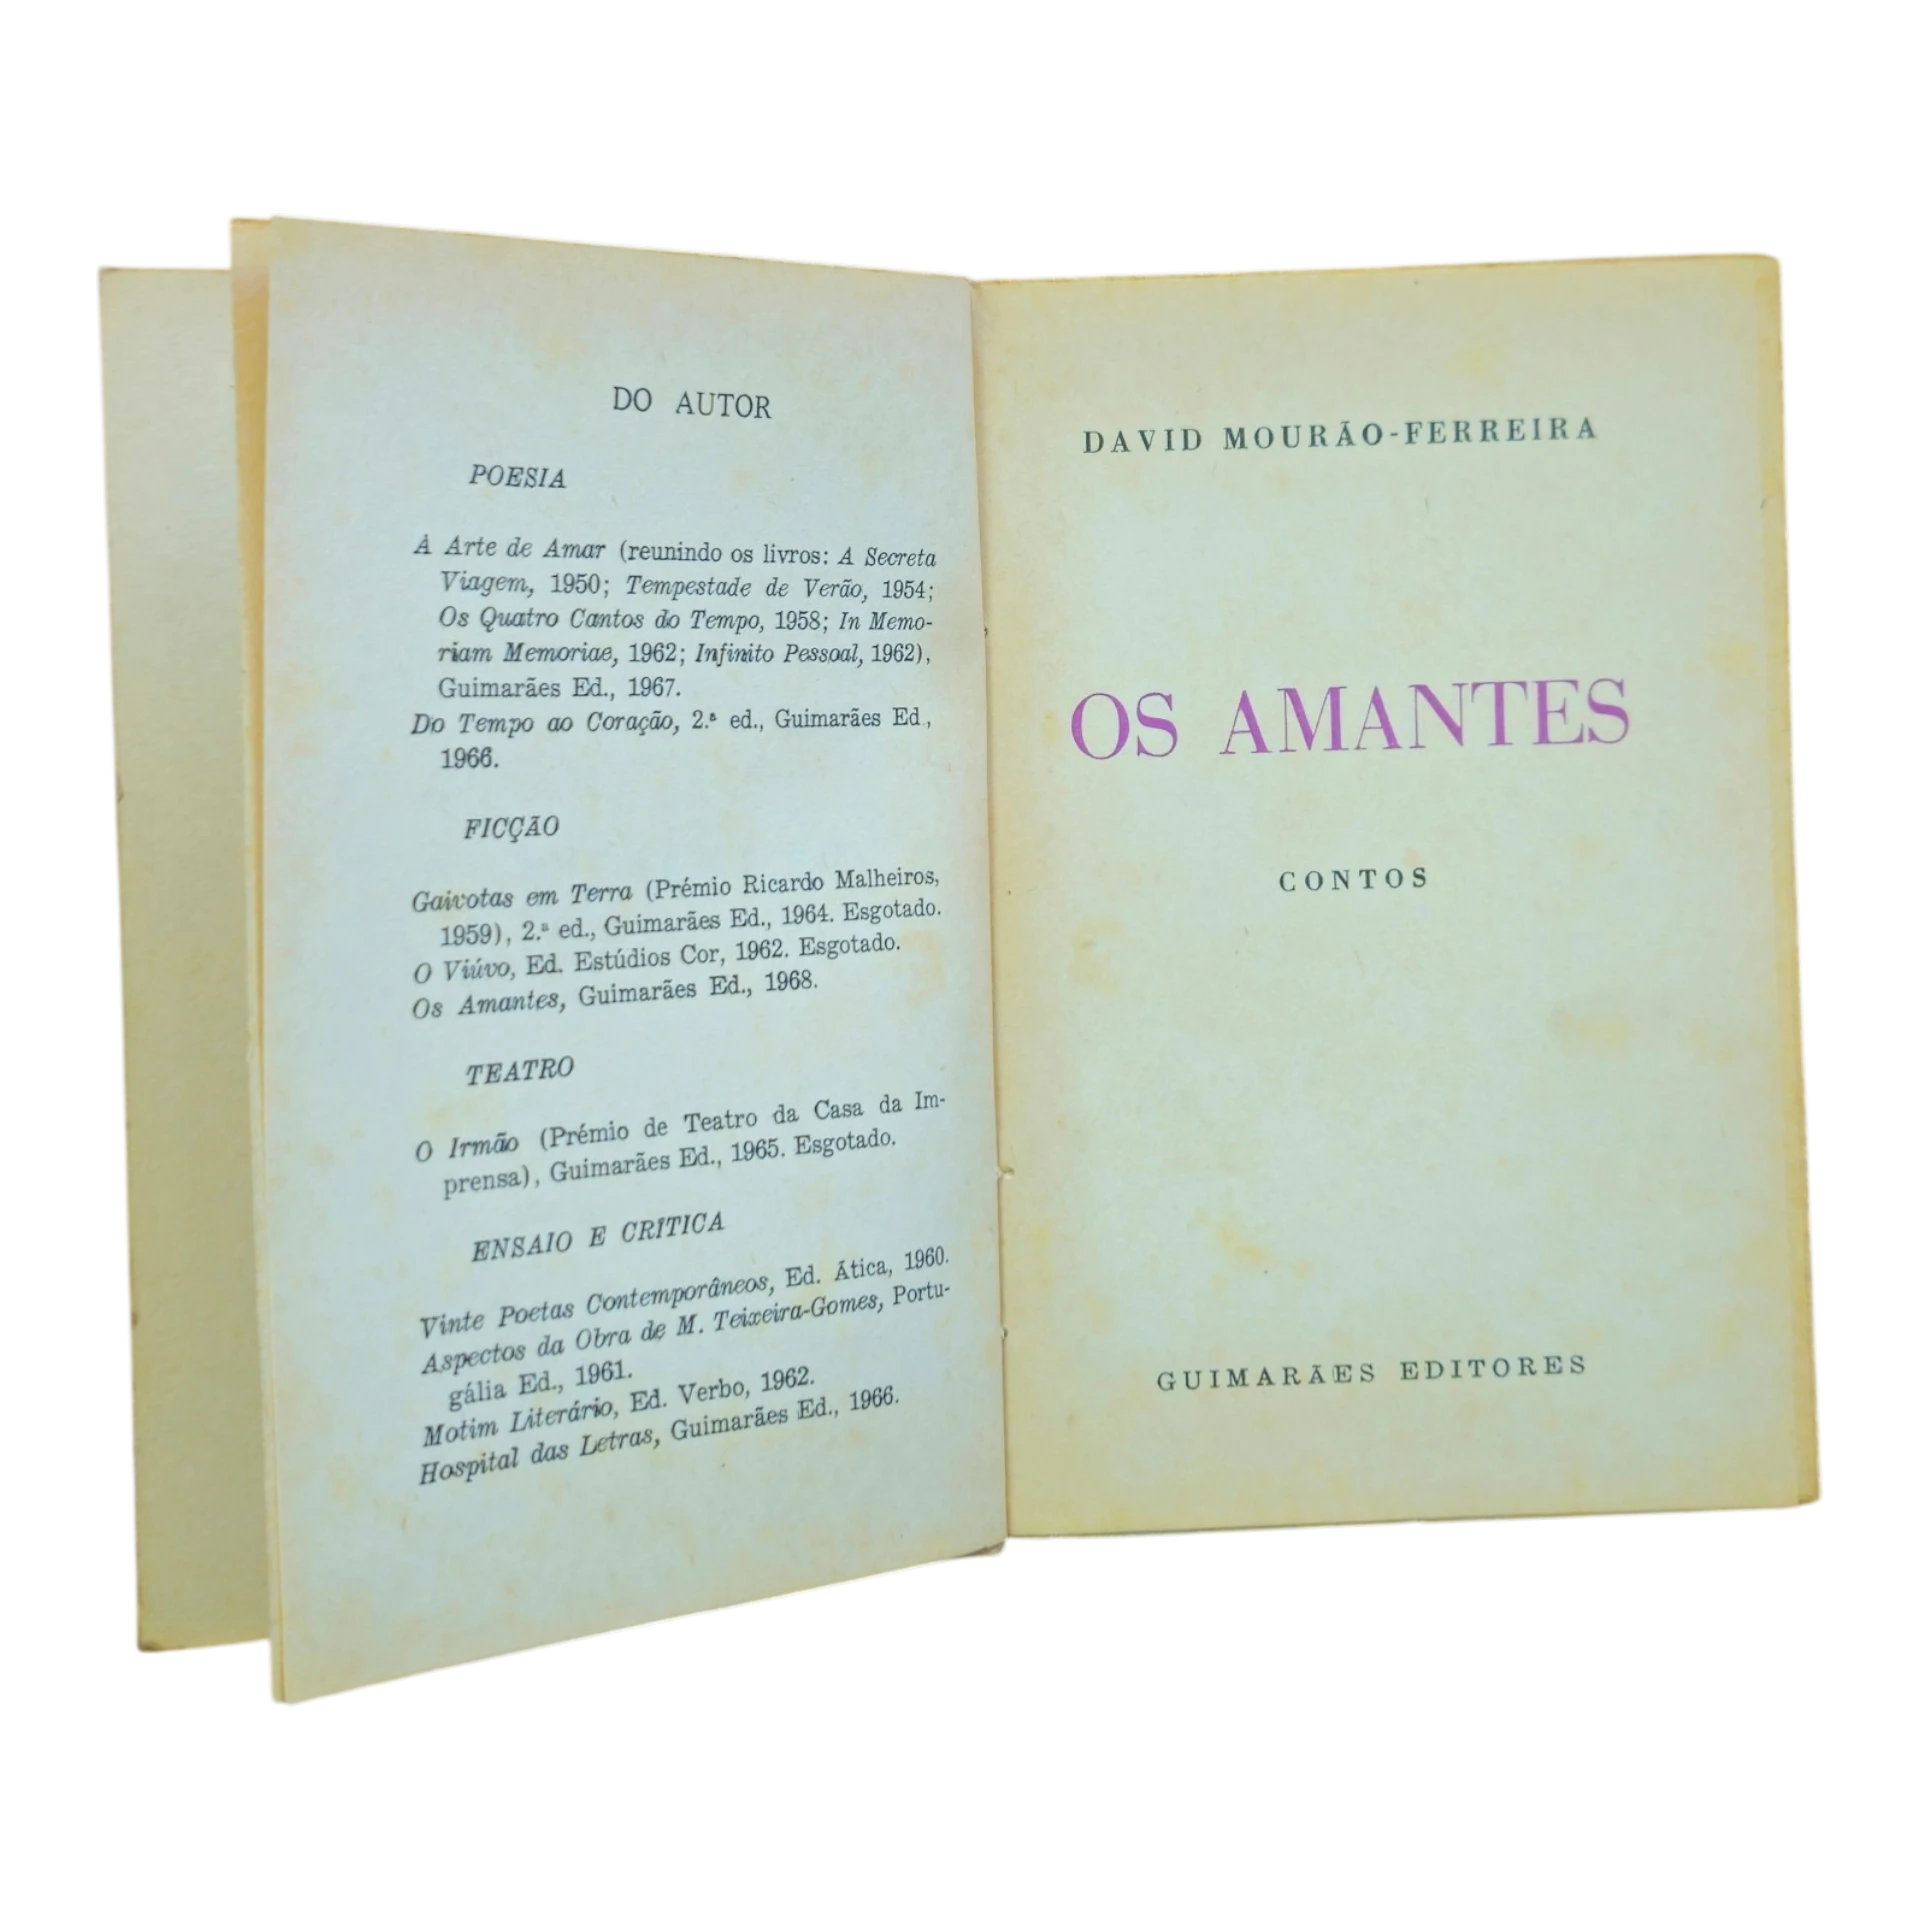 DO AUTOR
POESIA
À Arte de Amar (reunindo os livros: A Secreta
Viagem, 1950; Tempestade de Verão, 1954;
Os Quatro Cantos do Tempo, 1958; In Memo-
riam Memoriae, 1962; Infinito Pessoal, 1962),
Guimarães Ed., 1967.
Do Tempo ao Coração, 2.ª ed., Guimarães Ed.,
1966.
FICÇÃO
Gaivotas em Terra (Prémio Ricardo Malheiros,
1959), 2.ª ed., Guimarães Ed., 1964. Esgotado.
O Viúvo, Ed. Estúdios Cor, 1962. Esgotado.
Os Amantes, Guimarães Ed., 1968.
TEATRO
O Irmão (Prémio de Teatro da Casa da Im-
prensa), Guimarães Ed., 1965. Esgotado.
ENSAIO E CRÍTICA
Vinte Poetas Contemporâneos, Ed. Ática, 1960.
Aspectos da Obra de M. Teixeira-Gomes, Portu-
gália Ed., 1961.
Motim Literário, Ed. Verbo, 1962.
Hospital das Letras, Guimarães Ed., 1966.
DAVID MOURÃO-FERREIRA
OS AMANTES
CONTOS
GUIMARÃES EDITORES